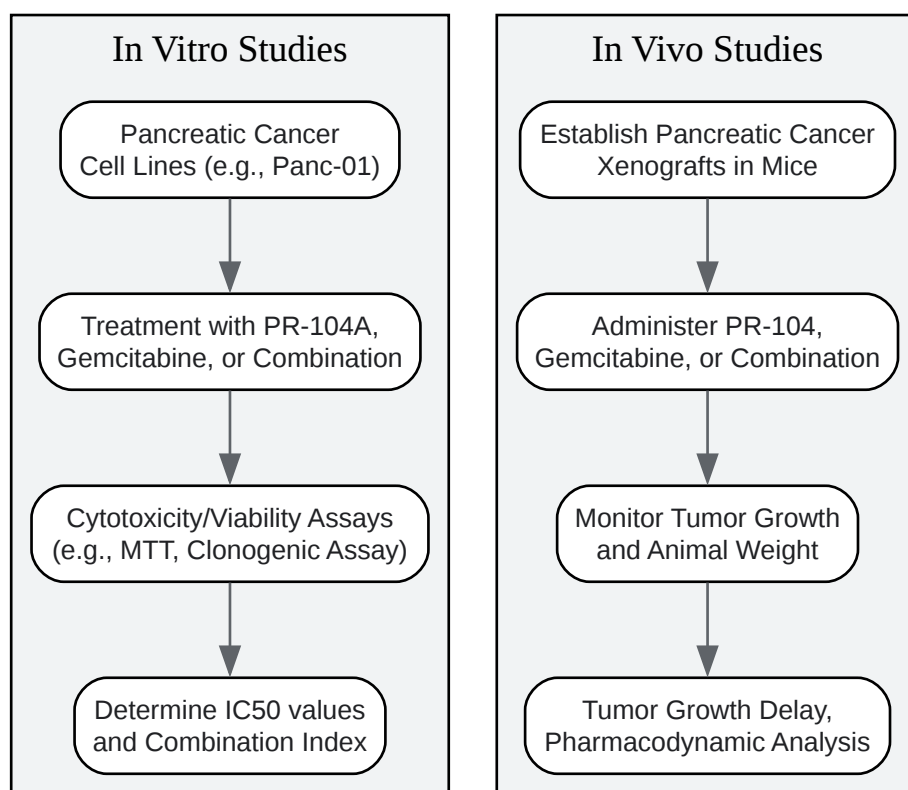 In Vitro Studies
Pancreatic Cancer
Cell Lines (e.g., Panc-01)
Treatment with PR-104A,
Gemcitabine, or Combination
Cytotoxicity/Viability Assays
(e.g., MTT, Clonogenic Assay)
Determine IC50 values
and Combination Index
In Vivo Studies
Establish Pancreatic Cancer
Xenografts in Mice
Administer PR-104,
Gemcitabine, or Combination
Monitor Tumor Growth
and Animal Weight
Tumor Growth Delay,
Pharmacodynamic Analysis